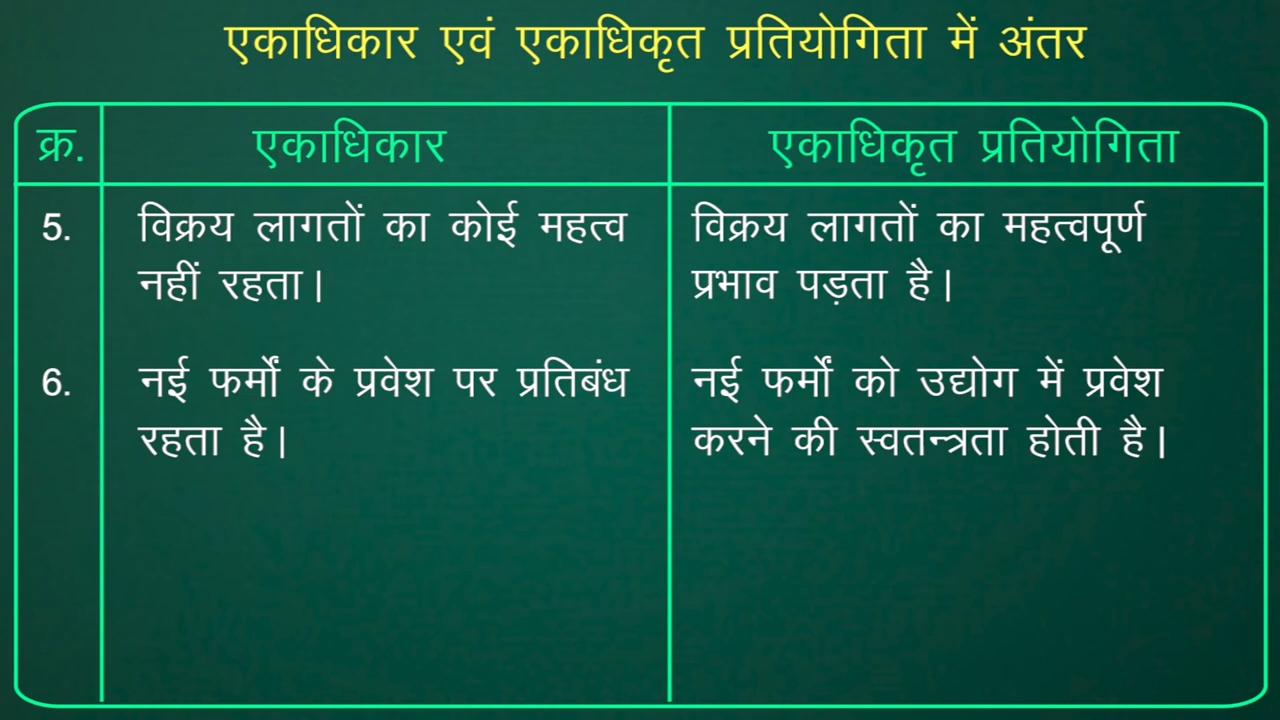 एकाधिकार एवं एकाधिकृत प्रतियोगिता में अंतर
क्र. एकाधिकार एकाधिकृत प्रतियोगिता
5. विक्रय लागतों का कोई महत्व विक्रय लागतों का महत्वपूर्ण
नहीं रहता। प्रभाव पड़ता है।
6. नई फर्मों के प्रवेश पर प्रतिबंध नई फर्मों को उद्योग में प्रवेश
रहता है। करने की स्वतन्त्रता होती है।